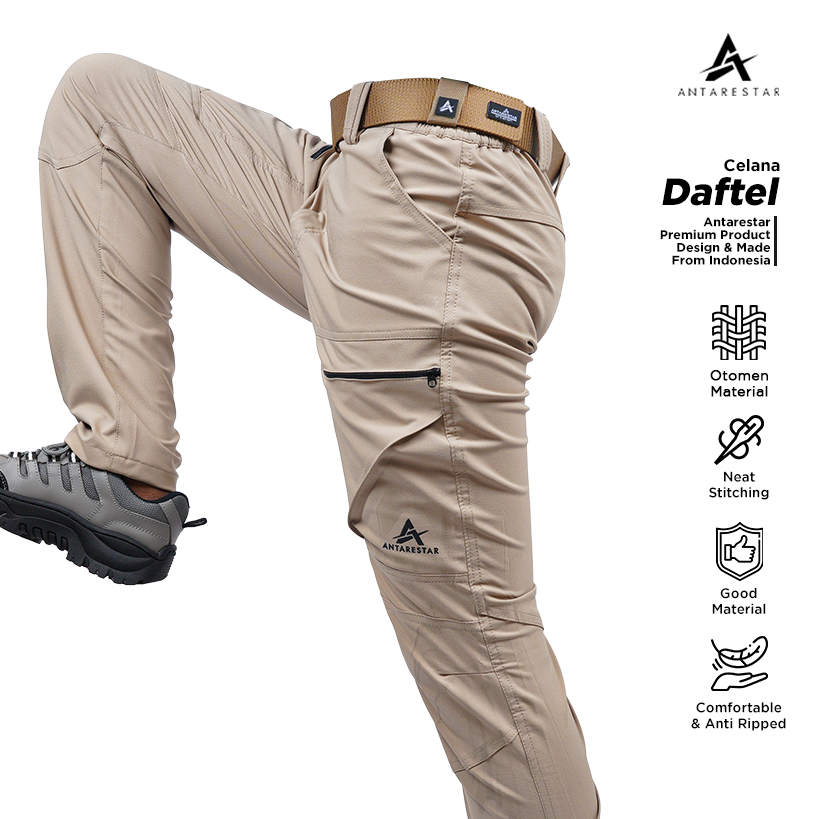 ANTARESTAR
Celana
Daftel
Antarestar
Premium Product
Design & Made
From Indonesia
Otomen
Material
Neat
Stitching
Good
Material
Comfortable
& Anti Ripped
ANTARESTAR
ANTARESTAR